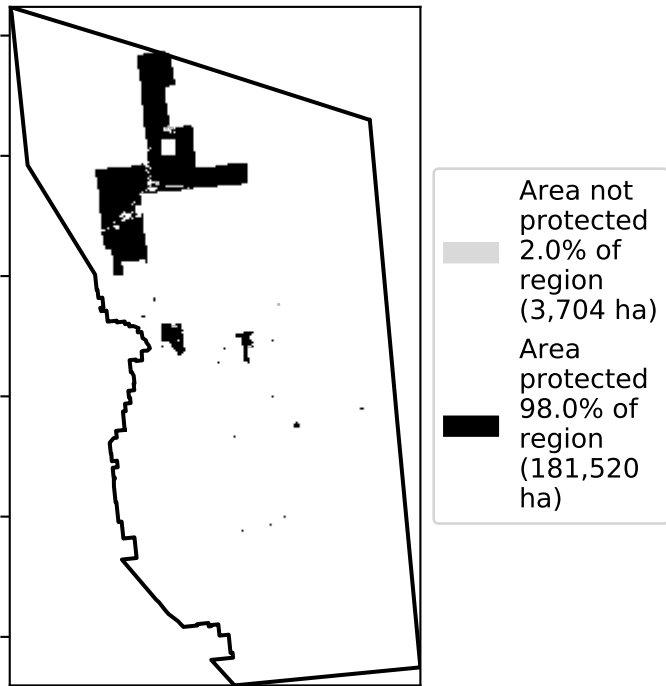 Area not
protected
2.0% of
region
(3,704 ha)
Area
protected
98.0% of
region
(181,520
ha)